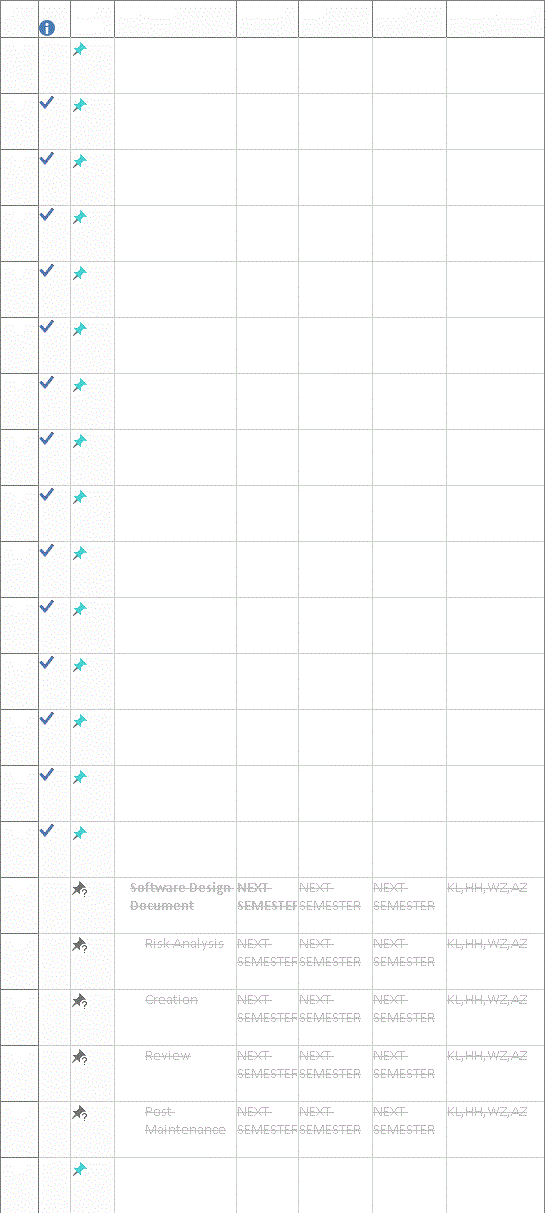 Software Design NEXT NEXT NEXT KL,HH,WZ,AZ
Document SEMESTER SEMESTER SEMESTER
Risk Analysis NEXT NEXT NEXT KL,HH,WZ,AZ
SEMESTER SEMESTER SEMESTER
Creation NEXT NEXT NEXT KL,HH,WZ,AZ
SEMESTER SEMESTER SEMESTER
Review NEXT NEXT NEXT KL,HH,WZ,AZ
SEMESTER SEMESTER SEMESTER
Post NEXT NEXT NEXT KL,HH,WZ,AZ
Maintenance SEMESTER SEMESTER SEMESTER